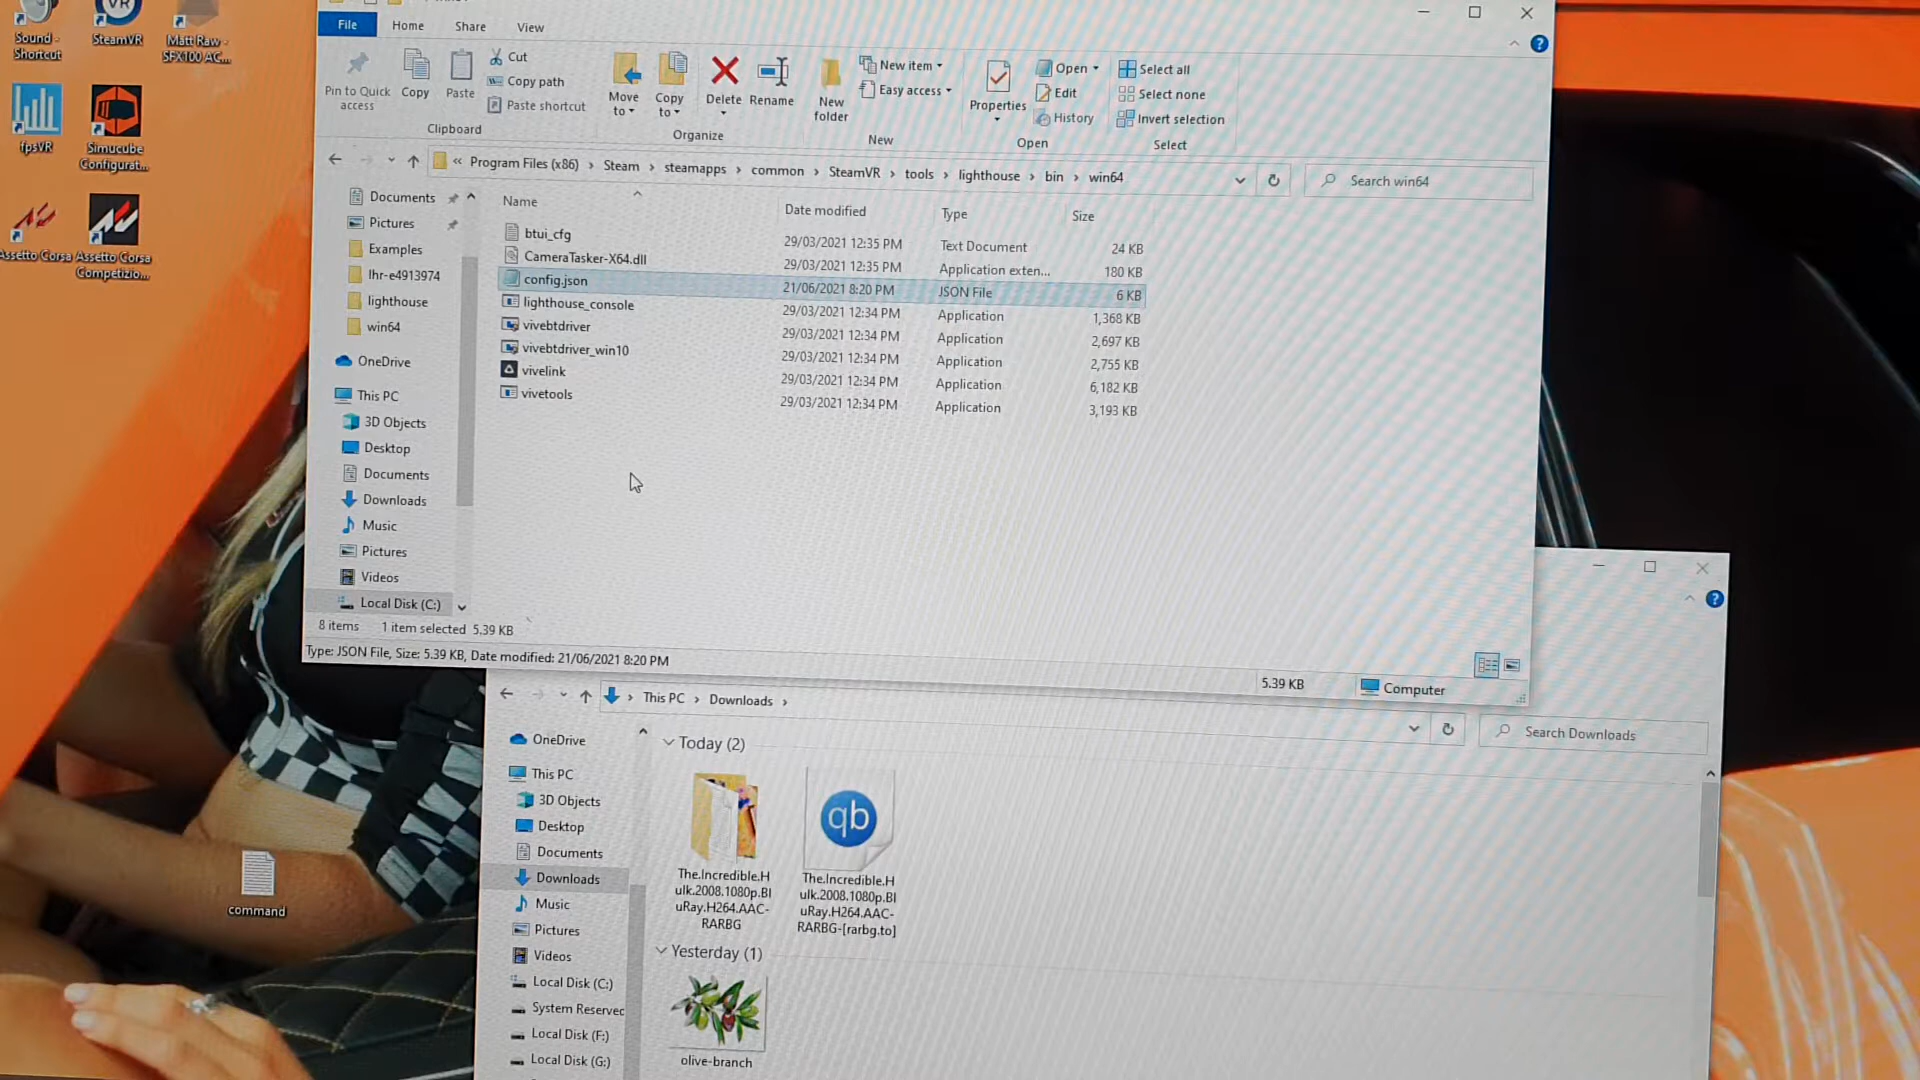 Sound -
Shortcut
SteamVR
Matt Raw -
SFX100 AC...
fpsVR
Simucube
Configurat...
Assetto Corsa
Assetto Corsa
Competizio...
command
File
Home
Share
View
Pin to Quick
access
Copy
Paste
Cut
Copy path
Paste shortcut
Clipboard
Move
to
Copy
to
Delete
Rename
Organize
New
folder
New item
Easy access
New
Properties
Open
Edit
History
Open
Select all
Select none
Invert selection
Select
« Program Files (x86) › Steam › steamapps › common › SteamVR › tools › lighthouse › bin › win64
Search win64
Documents
Pictures
Examples
lhr-e4913974
lighthouse
win64
OneDrive
This PC
3D Objects
Desktop
Documents
Downloads
Music
Pictures
Videos
Local Disk (C:)
Name Date modified Type Size
btui_cfg 29/03/2021 12:35 PM Text Document 24 KB
CameraTasker-X64.dll 29/03/2021 12:35 PM Application exten... 180 KB
config.json 21/06/2021 8:20 PM JSON File 6 KB
lighthouse_console 29/03/2021 12:34 PM Application 1,368 KB
vivebtdriver 29/03/2021 12:34 PM Application 2,697 KB
vivebtdriver_win10 29/03/2021 12:34 PM Application 2,755 KB
vivelink 29/03/2021 12:34 PM Application 6,182 KB
vivetools 29/03/2021 12:34 PM Application 3,193 KB
8 items 1 item selected 5.39 KB
Type: JSON File, Size: 5.39 KB, Date modified: 21/06/2021 8:20 PM
5.39 KB
Computer
› This PC › Downloads ›
Search Downloads
OneDrive
This PC
3D Objects
Desktop
Documents
Downloads
Music
Pictures
Videos
Local Disk (C:)
System Reserved
Local Disk (F:)
Local Disk (G:)
Today (2)
qb
The.Incredible.H
ulk.2008.1080p.Bl
uRay.H264.AAC-
RARBG
The.Incredible.H
ulk.2008.1080p.Bl
uRay.H264.AAC-
RARBG-[rarbg.to]
Yesterday (1)
olive-branch